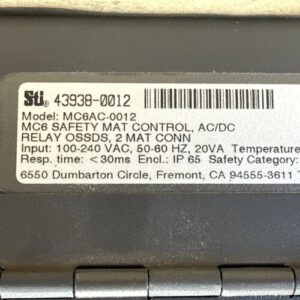 STi 43938-0012
Model: MC6AC-0012
MC6 SAFETY MAT CONTROL, AC/DC
RELAY OSSDS, 2 MAT CONN
Input: 100-240 VAC, 50-60 HZ, 20VA Temperature
Resp. time: <30ms Encl.: IP 65 Safety Category:
6550 Dumbarton Circle, Fremont, CA 94555-3611 T